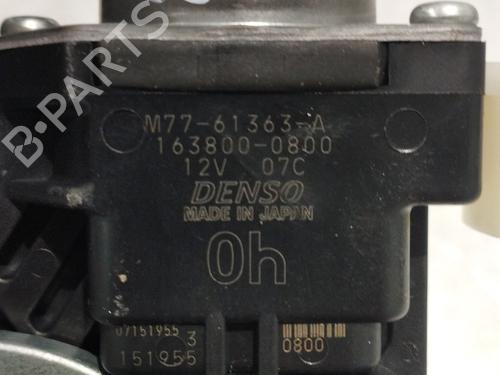 B-PARTS
M77-61363-A
163800-0800
12V 07C
DENSO
MADE IN JAPAN
0h
07151955
3
151955
0800